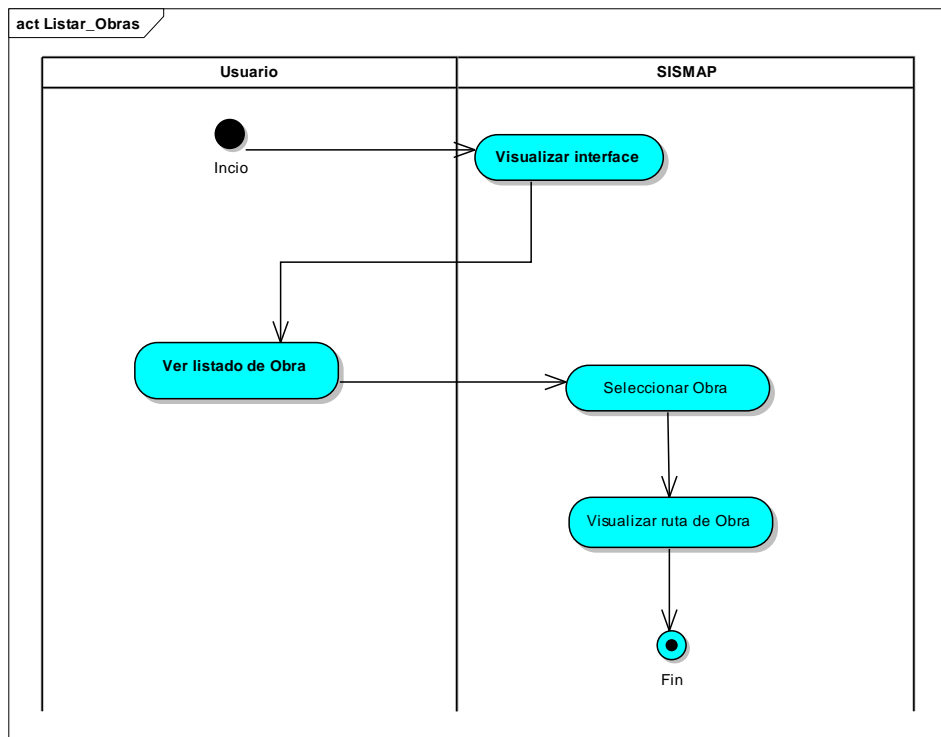 act Listar_Obras
Usuario
SISMAP
Incio
Visualizar interface
Ver listado de Obra
Seleccionar Obra
Visualizar ruta de Obra
Fin